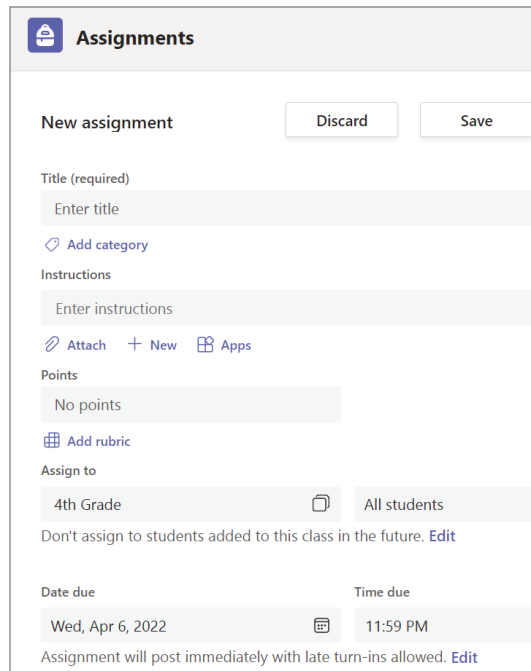 Assignments
New assignment
Discard
Save
Title (required)
Enter title
Add category
Instructions
Enter instructions
Attach
New
Apps
Points
No points
Add rubric
Assign to
4th Grade
All students
Don't assign to students added to this class in the future. Edit
Date due
Time due
Wed, Apr 6, 2022
11:59 PM
Assignment will post immediately with late turn-ins allowed. Edit